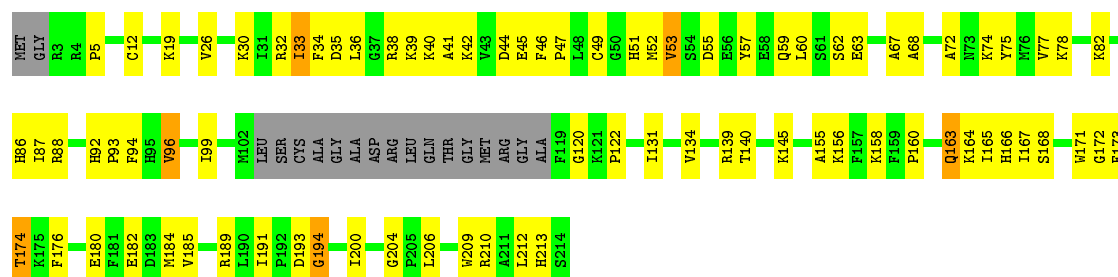 MET GLY R3 R4 P5 C12 K19 V26 K30 I31 R32 I33 F34 D35 L36 G37 R38 K39 K40 A41 K42 V43 D44 E45 F46 P47 L48 C49 G50 H51 M52 V53 S54 D55 E56 Y57 E58 Q59 L60 S61 S62 E63 A67 A68 A72 N73 K74 Y75 M76 V77 K78 K82
H86 I87 R88 H92 P93 F94 H95 V96 I99 M102 LEU SER CYS ALA GLY ALA ASP ARG LEU GLN THR GLY MET ARG GLY ALA F119 G120 K121 P122 I131 V134 R139 T140 K145 A155 K156 F157 K158 F159 P160 Q163 K164 I165 H166 I167 S168 W171 G172 F173
T174 K175 F176 E180 F181 E182 D183 M184 V185 R189 L190 I191 P192 D193 G194 I200 G204 P205 L206 W209 R210 A211 L212 H213 S214